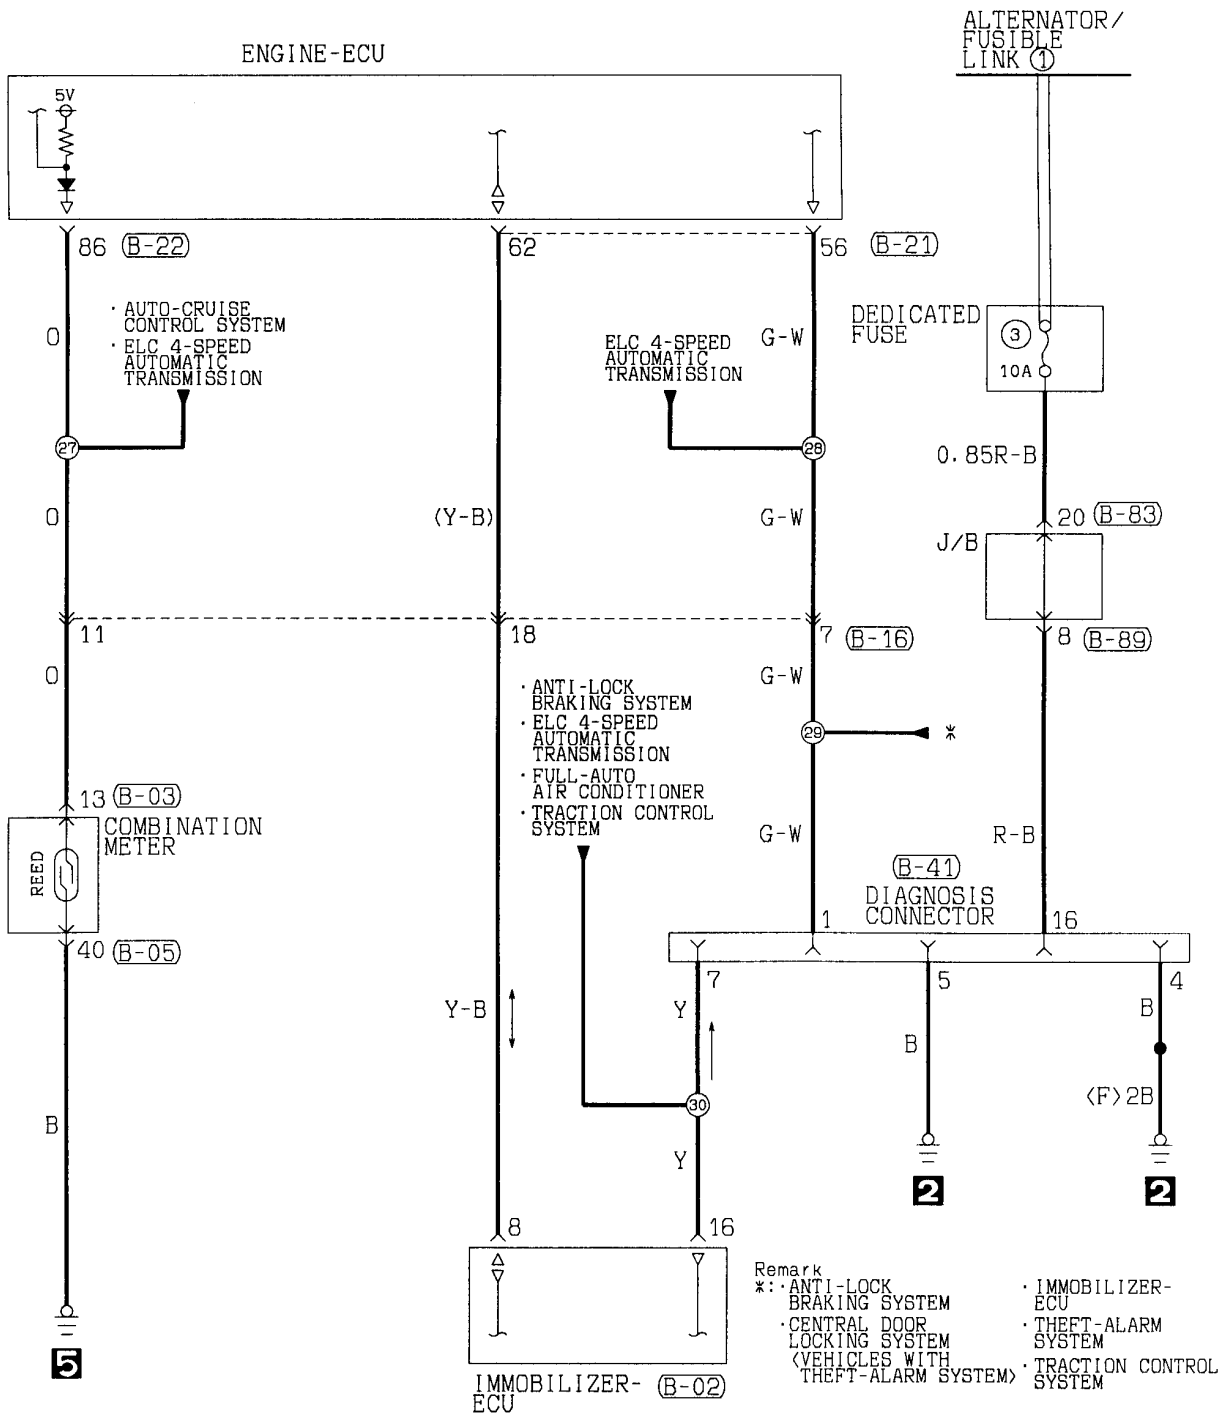 ENGINE-ECU
ALTERNATOR/
FUSIBLE
LINK ①
5V
86 (B-22)
62
56 (B-21)
· AUTO-CRUISE
CONTROL SYSTEM
· ELC 4-SPEED
AUTOMATIC
TRANSMISSION
O
ELC 4-SPEED
AUTOMATIC
TRANSMISSION
G-W
DEDICATED
FUSE
③
10A
27
28
0.85R-B
O
〈Y-B〉
G-W
20 (B-83)
J/B
11
18
7 (B-16)
8 (B-89)
O
G-W
· ANTI-LOCK
BRAKING SYSTEM
· ELC 4-SPEED
AUTOMATIC
TRANSMISSION
· FULL-AUTO
AIR CONDITIONER
· TRACTION CONTROL
SYSTEM
29
*
13 (B-03)
COMBINATION
METER
REED
G-W
R-B
(B-41)
DIAGNOSIS
CONNECTOR
1
16
40 (B-05)
7
5
4
Y-B
Y
B
B
30
〈F〉2B
B
Y
2
2
8
16
IMMOBILIZER-
ECU
(B-02)
5
Remark
*: · ANTI-LOCK
BRAKING SYSTEM
· CENTRAL DOOR
LOCKING SYSTEM
〈VEHICLES WITH
THEFT-ALARM SYSTEM〉
· IMMOBILIZER-
ECU
· THEFT-ALARM
SYSTEM
· TRACTION CONTROL
SYSTEM